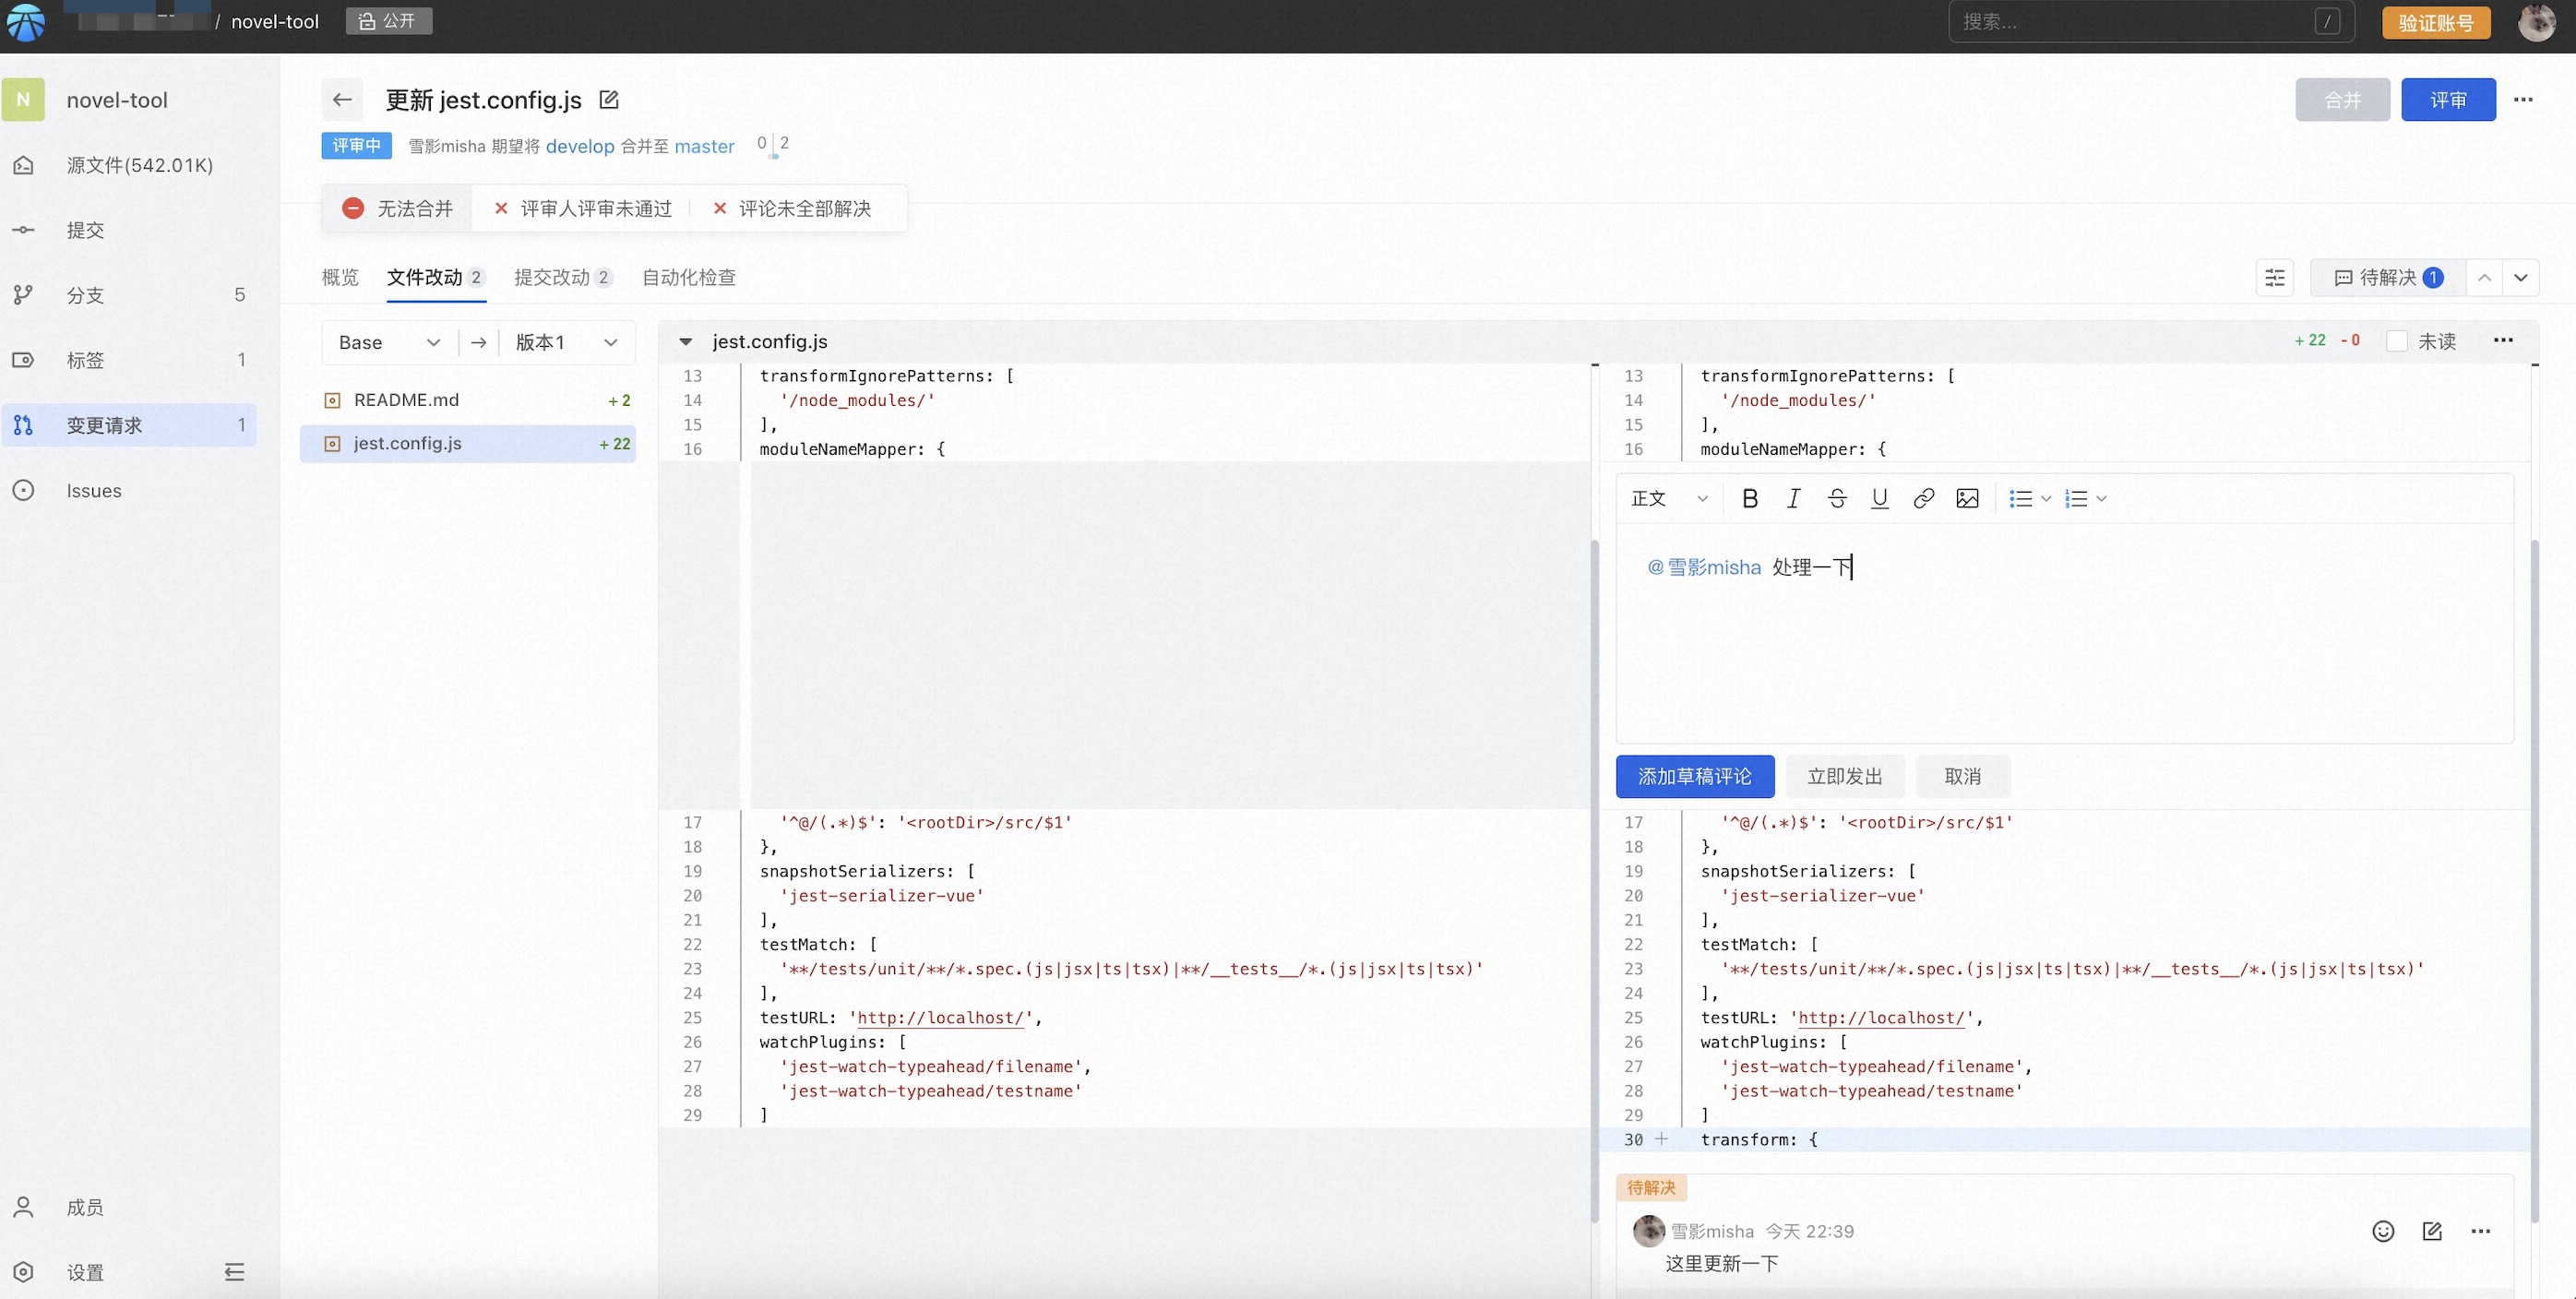 / novel-tool 公开
搜索... /
验证账号
N novel-tool
源文件(542.01K)
提交
分支 5
标签 1
变更请求 1
Issues
成员
设置
更新 jest.config.js
合并 评审 ···
评审中 雪影misha 期望将 develop 合并至 master 0 2
无法合并 × 评审人评审未通过 × 评论未全部解决
概览 文件改动 2 提交改动 2 自动化检查
待解决 1
Base → 版本1
README.md +2
jest.config.js +22
jest.config.js
+22 -0 未读 ···
13 transformIgnorePatterns: [
14 '/node_modules/'
15 ],
16 moduleNameMapper: {
17 '^@/(.*)$': '<rootDir>/src/$1'
18 },
19 snapshotSerializers: [
20 'jest-serializer-vue'
21 ],
22 testMatch: [
23 '**/tests/unit/**/*.spec.(js|jsx|ts|tsx)|**/__tests__/*.(js|jsx|ts|tsx)'
24 ],
25 testURL: 'http://localhost/',
26 watchPlugins: [
27 'jest-watch-typeahead/filename',
28 'jest-watch-typeahead/testname'
29 ]
13 transformIgnorePatterns: [
14 '/node_modules/'
15 ],
16 moduleNameMapper: {
正文 B I S U
@雪影misha 处理一下
添加草稿评论 立即发出 取消
17 '^@/(.*)$': '<rootDir>/src/$1'
18 },
19 snapshotSerializers: [
20 'jest-serializer-vue'
21 ],
22 testMatch: [
23 '**/tests/unit/**/*.spec.(js|jsx|ts|tsx)|**/__tests__/*.(js|jsx|ts|tsx)'
24 ],
25 testURL: 'http://localhost/',
26 watchPlugins: [
27 'jest-watch-typeahead/filename',
28 'jest-watch-typeahead/testname'
29 ]
30 + transform: {
待解决
雪影misha 今天 22:39
这里更新一下